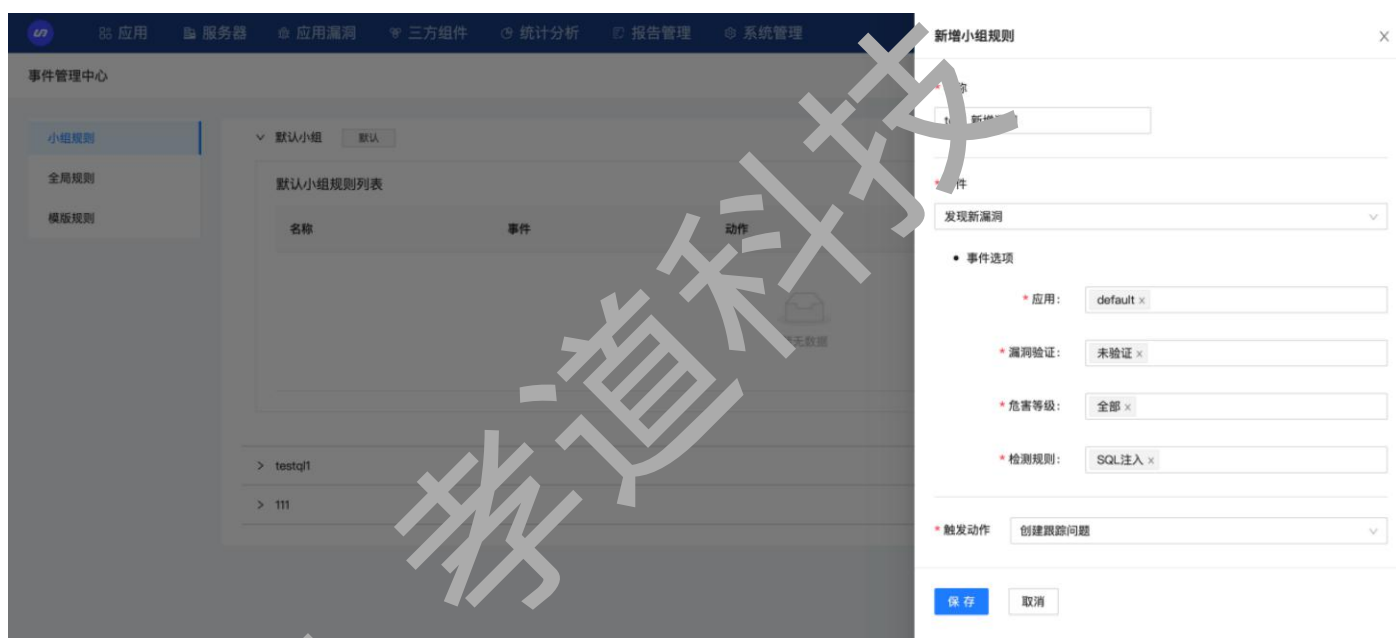 应用 服务器 应用漏洞 三方组件 统计分析 报告管理 系统管理
事件管理中心
小组规则
全局规则
模版规则
默认小组 默认
默认小组规则列表
名称 事件 动作
无数据
testql1
111
新增小组规则
发现新漏洞
事件选项
* 应用: default ×
* 漏洞验证: 未验证 ×
* 危害等级: 全部 ×
* 检测规则: SQL注入 ×
* 触发动作 创建跟踪问题
保存 取消
孝道科技